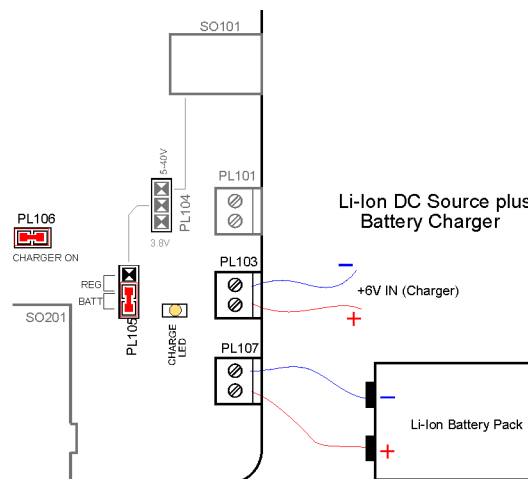 SO101
5-40V
PL101
PL104
Li-Ion DC Source plus
Battery Charger
PL106
CHARGER ON
3.8V
PL103
REG
BATT
+6V IN (Charger)
SO201
PL105
CHARGE
LED
PL107
Li-Ion Battery Pack